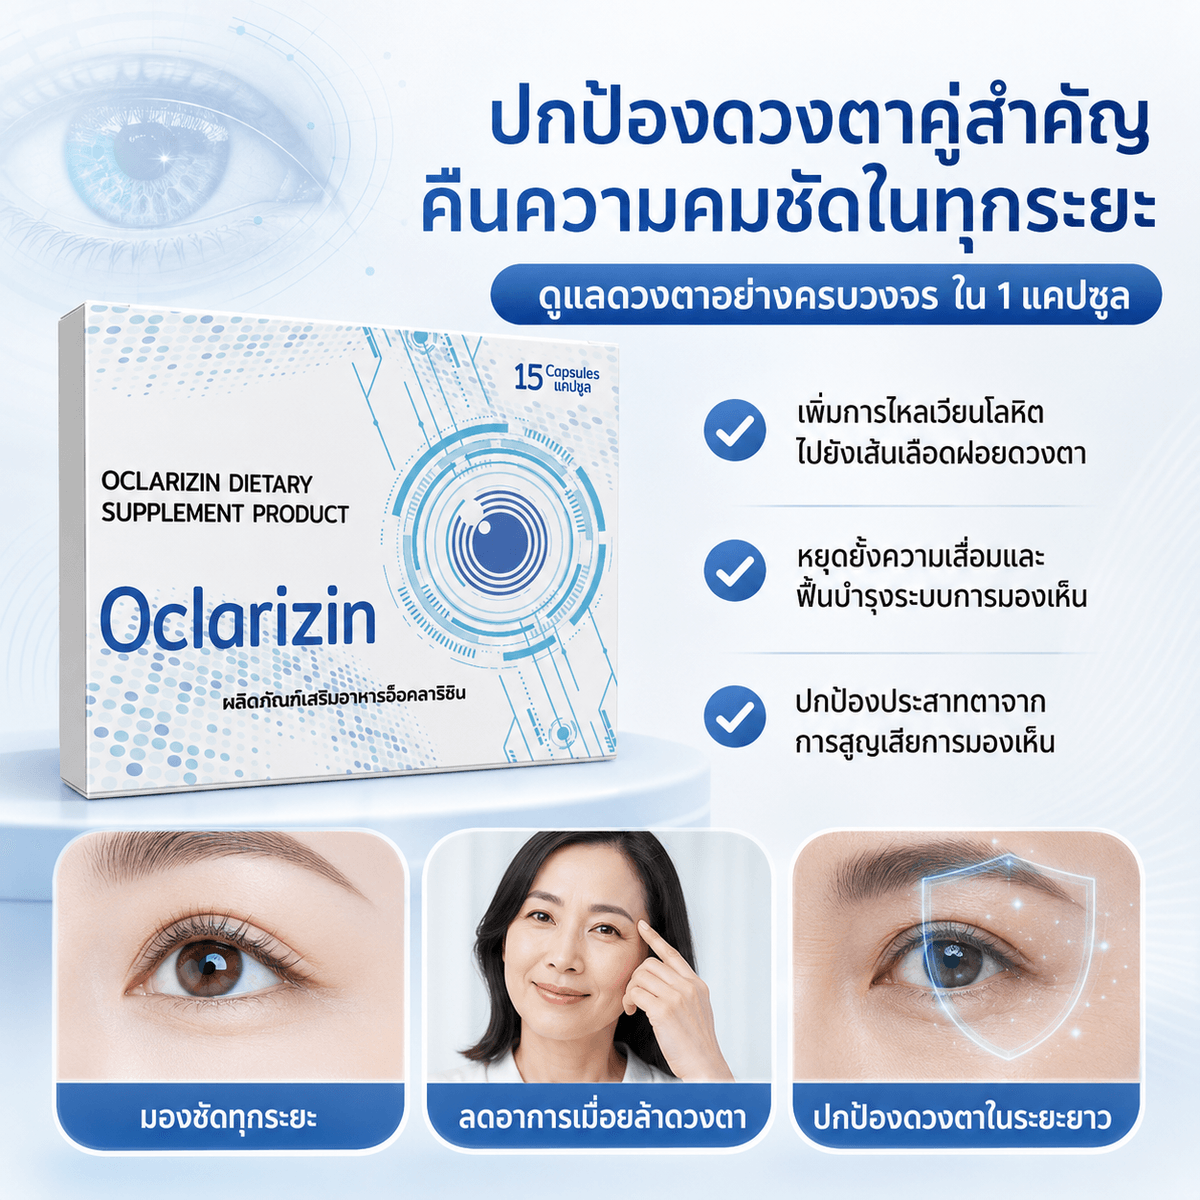 ปกป้องดวงตาคู่สำคัญ
คืนความคมชัดในทุกระยะ
ดูแลดวงตาอย่างครบวงจร ใน 1 แคปซูล
15 Capsules
แคปซูล
OCLARIZIN DIETARY
SUPPLEMENT PRODUCT
Oclarizin
ผลิตภัณฑ์เสริมอาหารอ็อคลาริซิน
เพิ่มการไหลเวียนโลหิต
ไปยังเส้นเลือดฝอยดวงตา
หยุดยั้งความเสื่อมและ
ฟื้นบำรุงระบบการมองเห็น
ปกป้องประสาทตาจาก
การสูญเสียการมองเห็น
มองชัดทุกระยะ
ลดอาการเมื่อยล้าดวงตา
ปกป้องดวงตาในระยะยาว